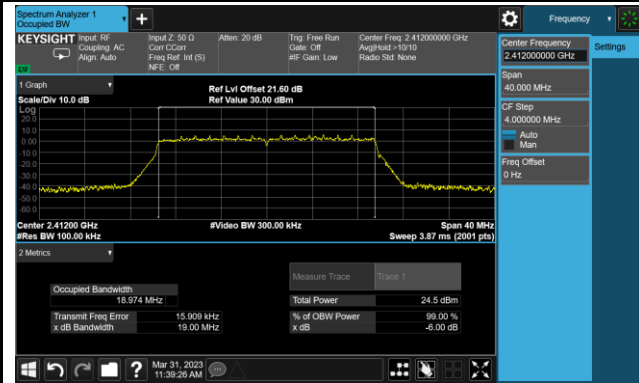 Spectrum Analyzer 1
Occupied BW
Frequency
KEYSIGHT
Input: RF
Coupling: AC
Align: Auto
Input Z: 50 Ω
Corr CCorr
Freq Ref: Int (S)
NFE: Off
Atten: 20 dB
Trig: Free Run
Gate: Off
#IF Gain: Low
Center Freq: 2.412000000 GHz
Avg|Hold:>10/10
Radio Std: None
Center Frequency
2.412000000 GHz
Settings
Span
40.000 MHz
CF Step
4.000000 MHz
Auto
Man
Freq Offset
0 Hz
1 Graph
Scale/Div 10.0 dB
Ref Lvl Offset 21.60 dB
Ref Value 30.00 dBm
Log
20.0
10.0
0.00
-10.0
-20.0
-30.0
-40.0
-50.0
-60.0
Center 2.41200 GHz
#Res BW 100.00 kHz
#Video BW 300.00 kHz
Span 40 MHz
Sweep 3.87 ms (2001 pts)
2 Metrics
Measure Trace
Trace 1
Occupied Bandwidth
18.974 MHz
Total Power
24.5 dBm
Transmit Freq Error
15.909 kHz
% of OBW Power
99.00 %
x dB Bandwidth
19.00 MHz
x dB
-6.00 dB
?
Mar 31, 2023
11:39:26 AM